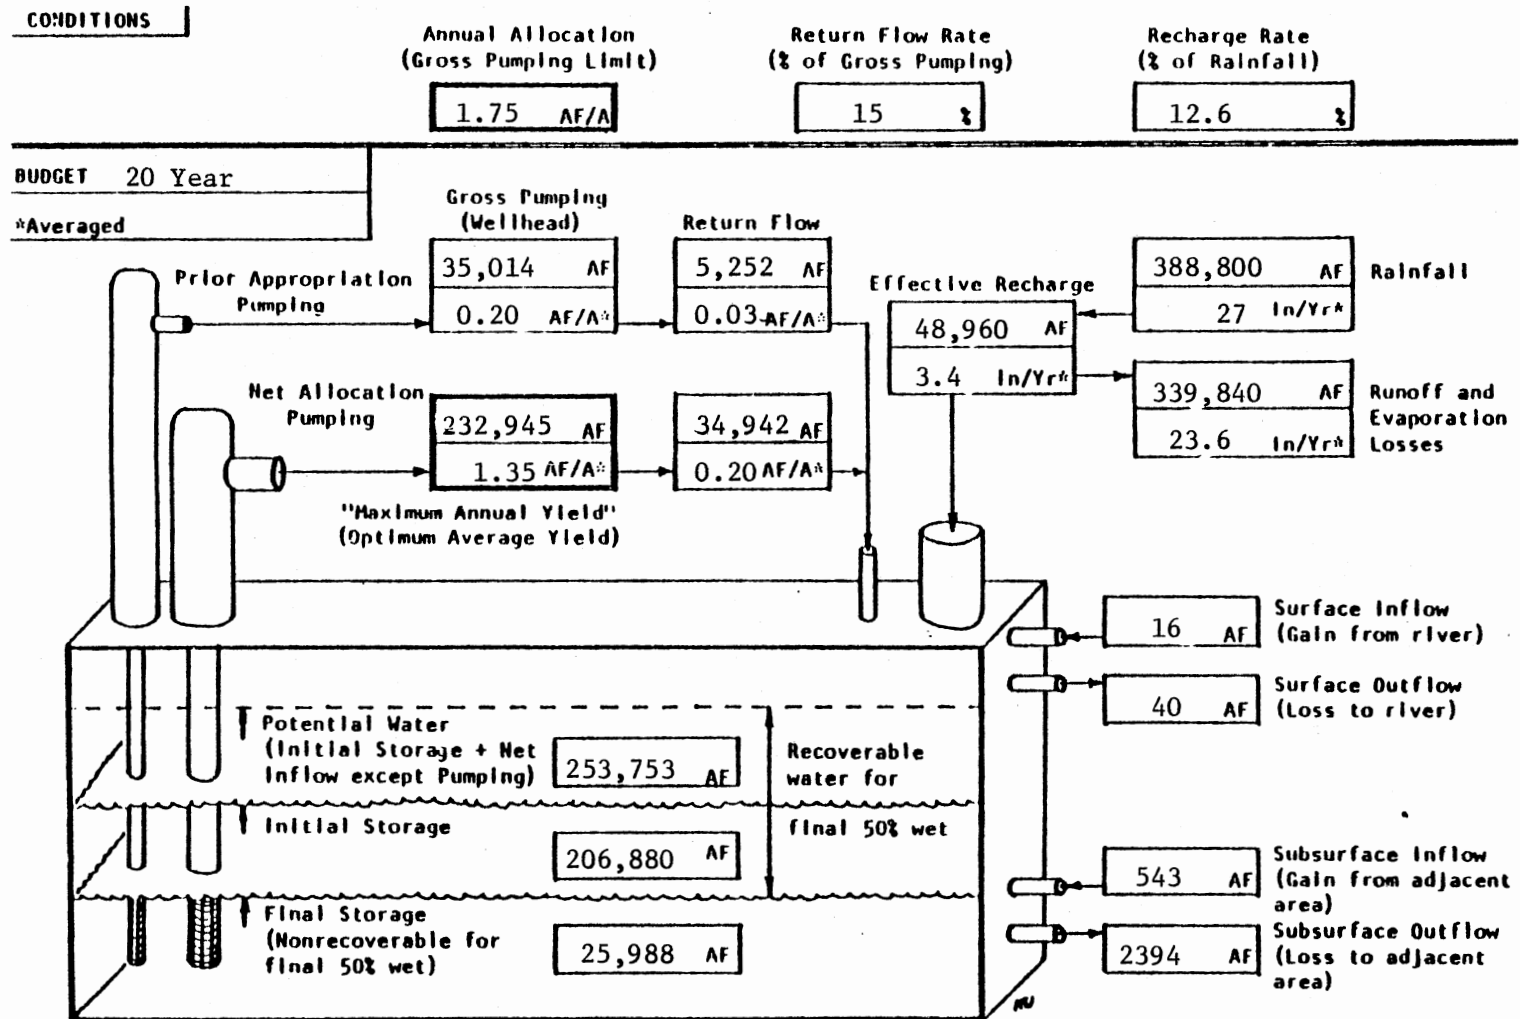 CONDITIONS
Annual Allocation
(Gross Pumping Limit)
1.75 AF/A
Return Flow Rate
(% of Gross Pumping)
15 %
Recharge Rate
(% of Rainfall)
12.6 %
BUDGET 20 Year
*Averaged
Gross Pumping
(Wellhead)
Return Flow
Prior Appropriation
Pumping
35,014 AF
0.20 AF/A*
5,252 AF
0.03 AF/A*
Effective Recharge
48,960 AF
3.4 In/Yr*
388,800 AF
27 In/Yr*
Rainfall
339,840 AF
23.6 In/Yr*
Runoff and
Evaporation
Losses
Net Allocation
Pumping
232,945 AF
1.35 AF/A*
34,942 AF
0.20 AF/A*
"Maximum Annual Yield"
(Optimum Average Yield)
16 AF
Surface Inflow
(Gain from river)
40 AF
Surface Outflow
(Loss to river)
Potential Water
(Initial Storage + Net
Inflow except Pumping)
253,753 AF
Recoverable
water for
final 50% wet
Initial Storage
206,880 AF
543 AF
Subsurface Inflow
(Gain from adjacent
area)
Final Storage
(Nonrecoverable for
final 50% wet)
25,988 AF
2394 AF
Subsurface Outflow
(Loss to adjacent
area)